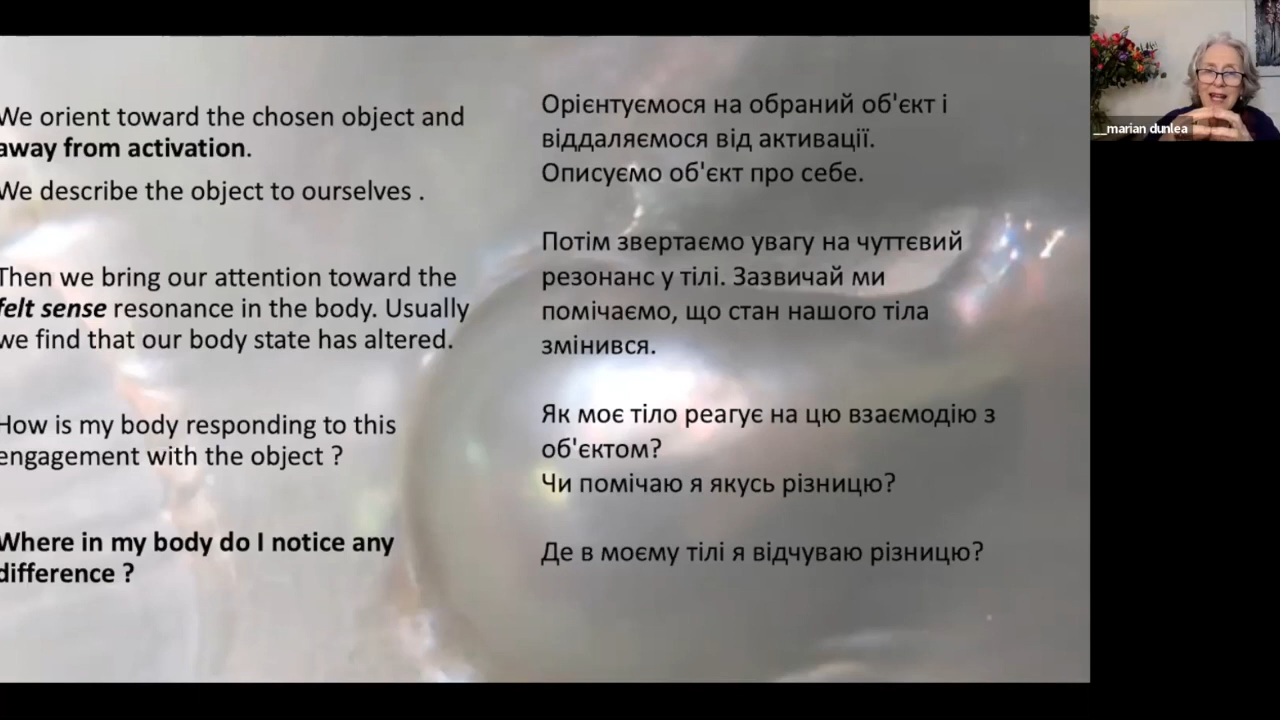 We orient toward the chosen object and
away from activation.
We describe the object to ourselves .
Then we bring our attention toward the
felt sense resonance in the body. Usually
we find that our body state has altered.
How is my body responding to this
engagement with the object ?
Where in my body do I notice any
difference ?
Орієнтуємося на обраний об'єкт і
віддаляємося від активації.
Описуємо об'єкт про себе.
Потім звертаємо увагу на чуттєвий
резонанс у тілі. Зазвичай ми
помічаємо, що стан нашого тіла
змінився.
Як моє тіло реагує на цю взаємодію з
об'єктом?
Чи помічаю я якусь різницю?
Де в моєму тілі я відчуваю різницю?
__marian dunlea